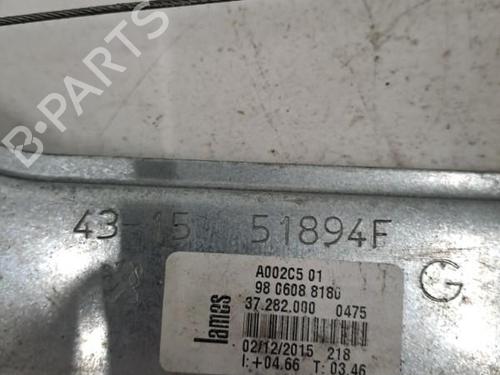 43-15 51894F
G
A002C5 01
98 0608 8180
37.282.000 0475
lames
02/12/2015 218
I:+04.66 T:03.46